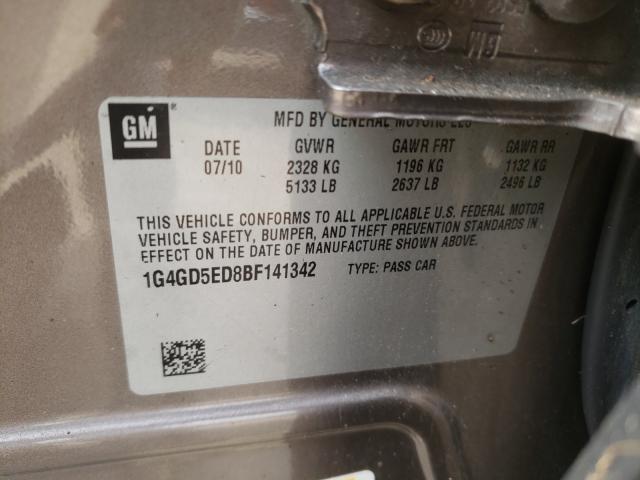 GM
MFD BY GENERAL MOTORS LLC
DATE GVWR GAWR FRT GAWR RR
07/10 2328 KG 1196 KG 1132 KG
5133 LB 2637 LB 2496 LB
THIS VEHICLE CONFORMS TO ALL APPLICABLE U.S. FEDERAL MOTOR
VEHICLE SAFETY, BUMPER, AND THEFT PREVENTION STANDARDS IN
EFFECT ON THE DATE OF MANUFACTURE SHOWN ABOVE.
1G4GD5ED8BF141342 TYPE: PASS CAR